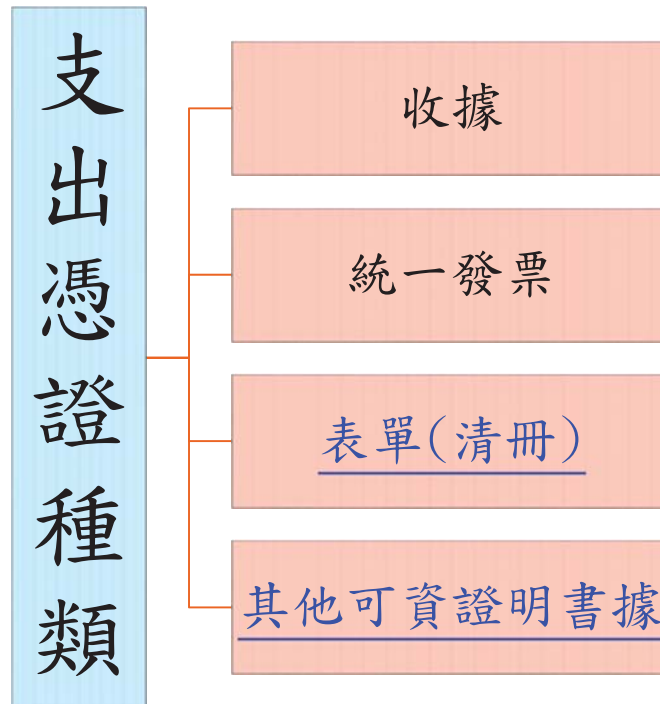 支出憑證種類
收據
統一發票
表單(清冊)
其他可資證明書據